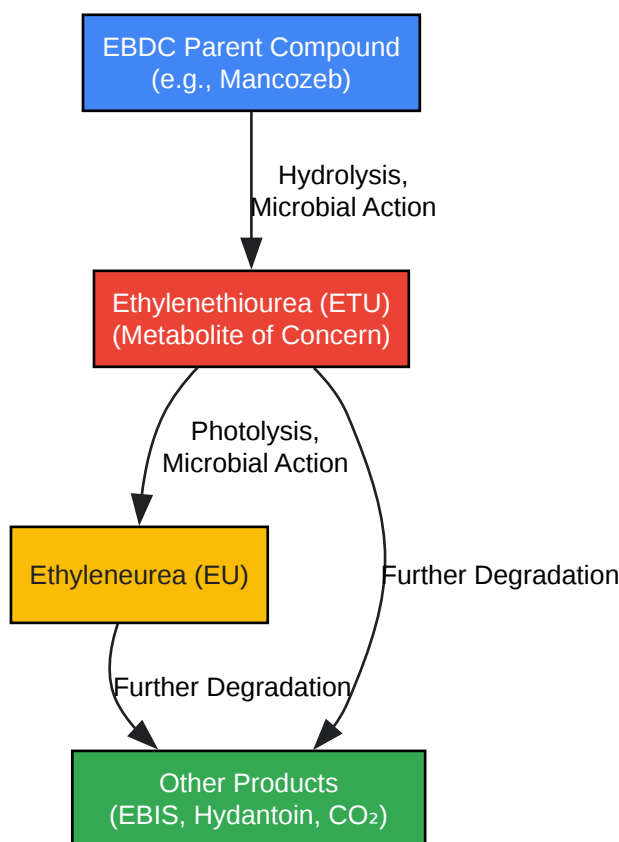 EBDC Parent Compound
(e.g., Mancozeb)
Hydrolysis,
Microbial Action
Ethylenethiourea (ETU)
(Metabolite of Concern)
Photolysis,
Microbial Action
Ethyleneurea (EU)
Further Degradation
Further Degradation
Other Products
(EBIS, Hydantoin, CO₂)